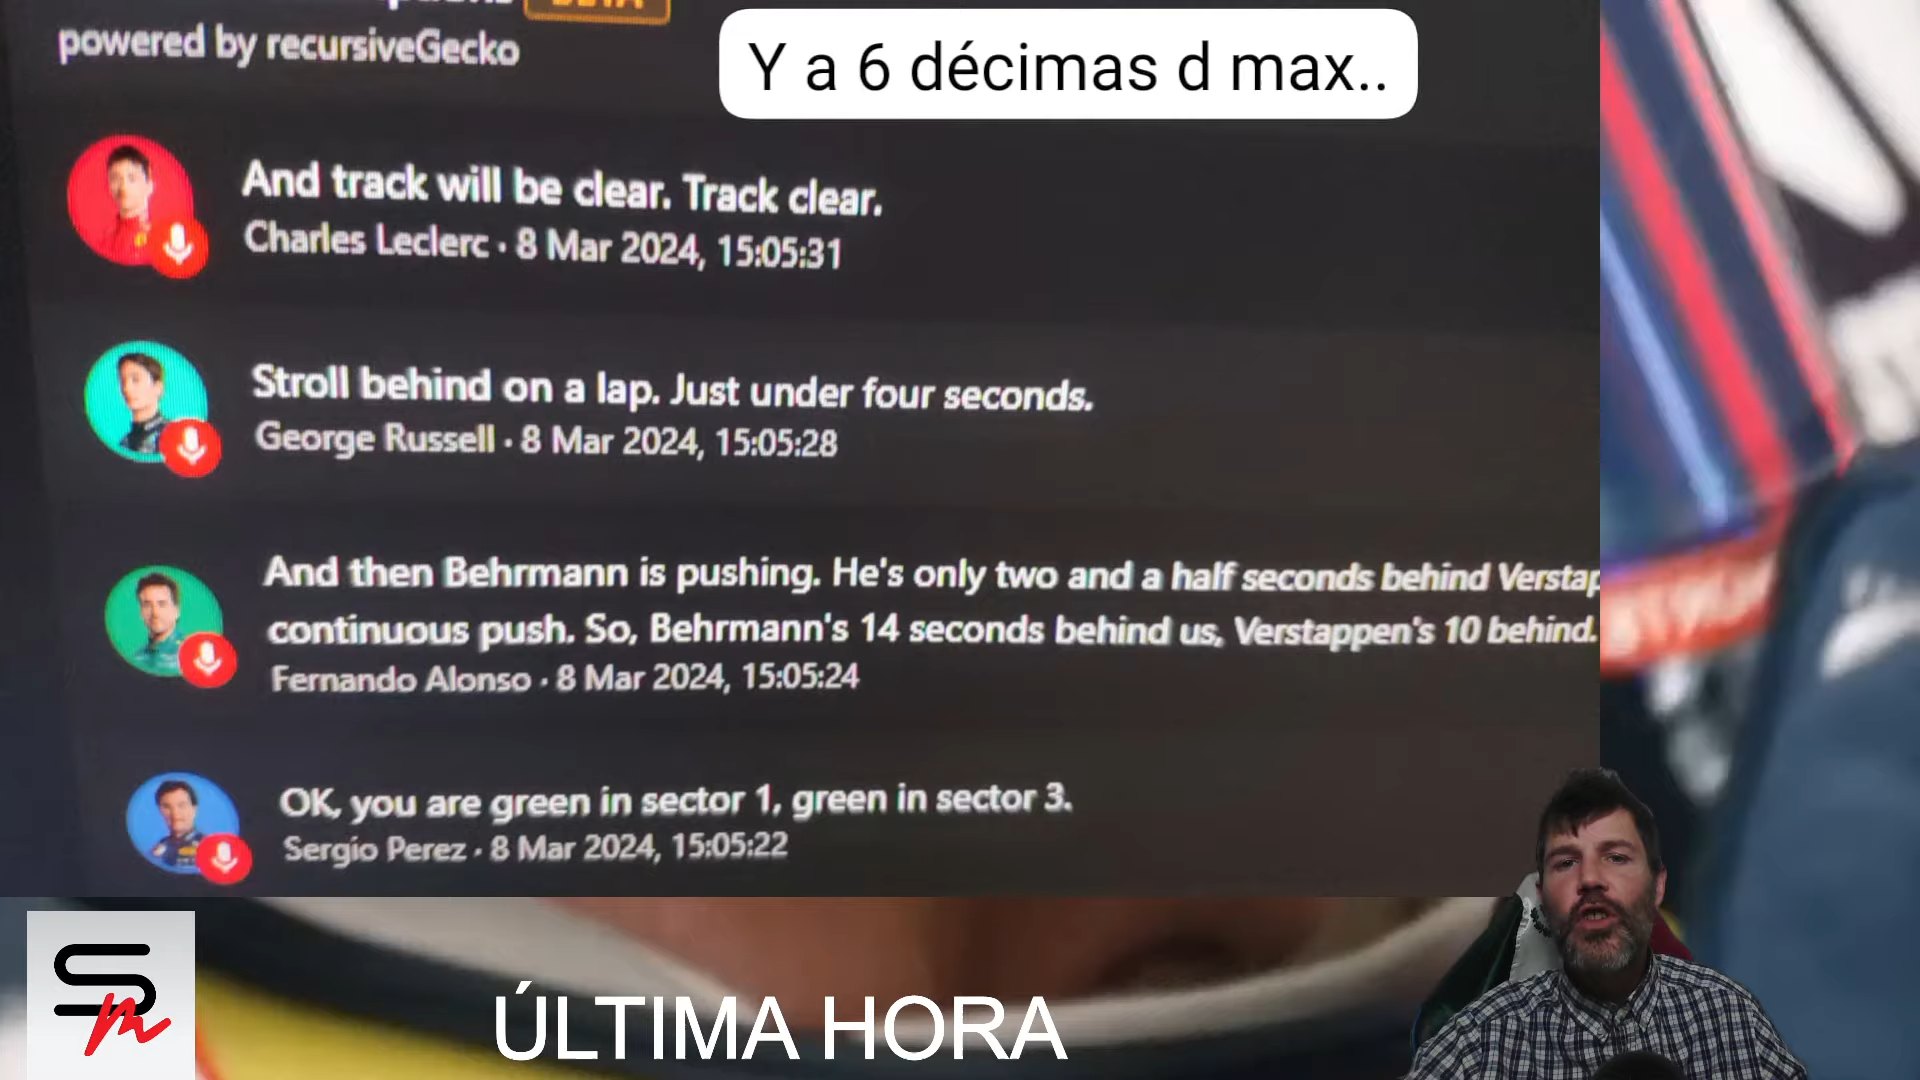 BETA
powered by recursiveGecko
Y a 6 décimas d max..
And track will be clear. Track clear.
Charles Leclerc · 8 Mar 2024, 15:05:31
Stroll behind on a lap. Just under four seconds.
George Russell · 8 Mar 2024, 15:05:28
And then Behrmann is pushing. He's only two and a half seconds behind Verstap
continuous push. So, Behrmann's 14 seconds behind us, Verstappen's 10 behind.
Fernando Alonso · 8 Mar 2024, 15:05:24
OK, you are green in sector 1, green in sector 3.
Sergio Perez · 8 Mar 2024, 15:05:22
Sm
ÚLTIMA HORA